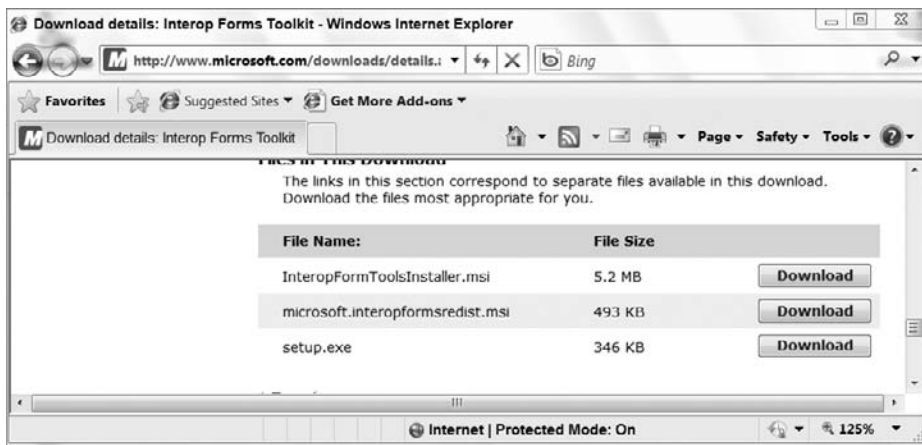 Download details: Interop Forms Toolkit - Windows Internet Explorer
http://www.microsoft.com/downloads/details.
Bing
Favorites Suggested Sites Get More Add-ons
Download details: Interop Forms Toolkit Page Safety Tools
Files in This Download
The links in this section correspond to separate files available in this download.
Download the files most appropriate for you.
File Name: File Size
InteropFormToolsInstaller.msi 5.2 MB Download
microsoft.interopformsredist.msi 493 KB Download
setup.exe 346 KB Download
Internet | Protected Mode: On 125%